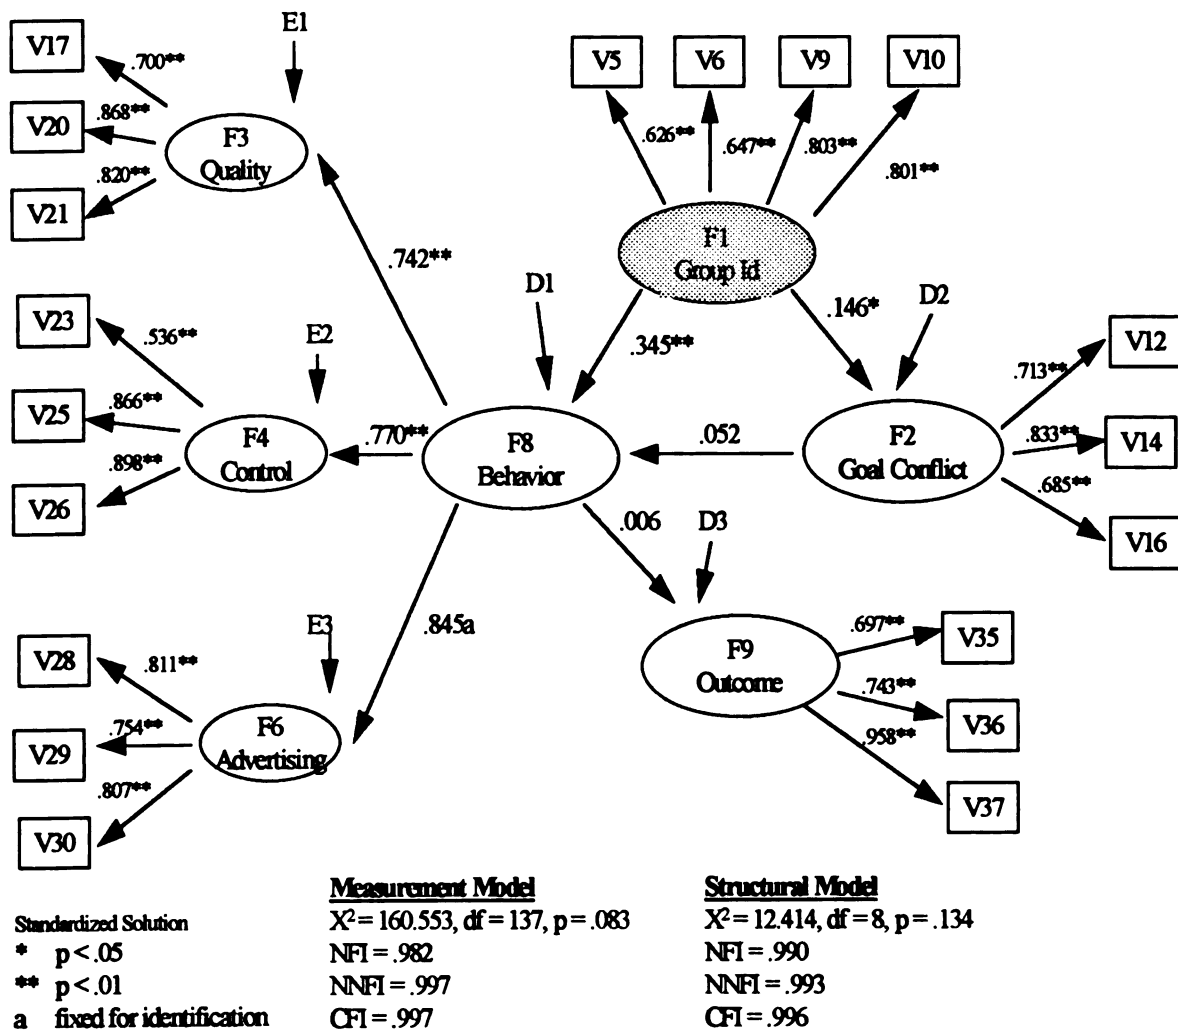 E1
V17
V5 V6 V9 V10
.700**
V20
.868**
F3
Quality
.626** .647** .803**
.820**
.801**
V21
F1
Group Id
.742**
D1
D2
V23
.146*
.536**
E2
.345**
V12
.713**
V25
.866**
F4
Control
.770**
F8
Behavior
.052
F2
Goal Conflict
.833**
V14
.898**
.685**
V26
.006
D3
V16
E3
.845a
.697**
V35
V28
.811**
F9
Outcome
.743**
.754**
F6
Advertising
V36
V29
.958**
.807**
V37
V30
Measurement Model Structural Model
Standardized Solution X² = 160.553, df = 137, p = .083 X² = 12.414, df = 8, p = .134
* p < .05 NFI = .982 NFI = .990
** p < .01 NNFI = .997 NNFI = .993
a fixed for identification CFI = .997 CFI = .996